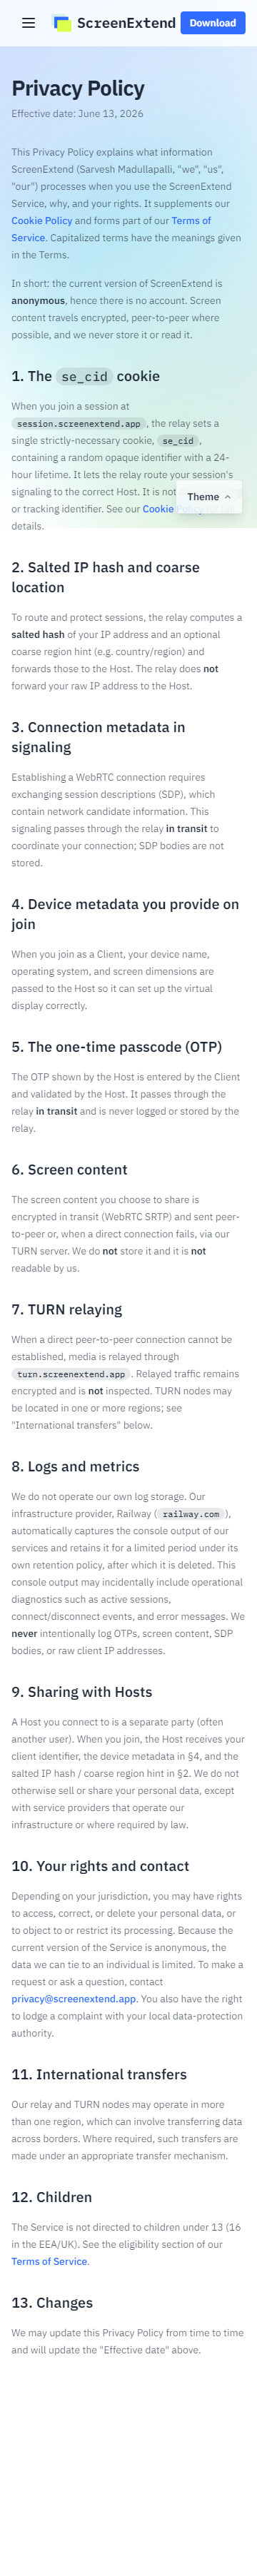 ScreenExtend
Download
Privacy Policy
Effective date: June 13, 2026
This Privacy Policy explains what information
ScreenExtend (Sarvesh Madullapalli, "we", "us",
"our") processes when you use the ScreenExtend
Service, why, and your rights. It supplements our
Cookie Policy and forms part of our Terms of
Service. Capitalized terms have the meanings given
in the Terms.
In short: the current version of ScreenExtend is
anonymous, hence there is no account. Screen
content travels encrypted, peer-to-peer where
possible, and we never store it or read it.
1. The se_cid cookie
When you join a session at
session.screenextend.app, the relay sets a
single strictly-necessary cookie, se_cid,
containing a random opaque identifier with a 24-
hour lifetime. It lets the relay route your session's
signaling to the correct Host. It is not
Theme
or tracking identifier. See our Cookie Policy
details.
2. Salted IP hash and coarse
location
To route and protect sessions, the relay computes a
salted hash of your IP address and an optional
coarse region hint (e.g. country/region) and
forwards those to the Host. The relay does not
forward your raw IP address to the Host.
3. Connection metadata in
signaling
Establishing a WebRTC connection requires
exchanging session descriptions (SDP), which
contain network candidate information. This
signaling passes through the relay in transit to
coordinate your connection; SDP bodies are not
stored.
4. Device metadata you provide on
join
When you join as a Client, your device name,
operating system, and screen dimensions are
passed to the Host so it can set up the virtual
display correctly.
5. The one-time passcode (OTP)
The OTP shown by the Host is entered by the Client
and validated by the Host. It passes through the
relay in transit and is never logged or stored by the
relay.
6. Screen content
The screen content you choose to share is
encrypted in transit (WebRTC SRTP) and sent peer-
to-peer or, when a direct connection fails, via our
TURN server. We do not store it and it is not
readable by us.
7. TURN relaying
When a direct peer-to-peer connection cannot be
established, media is relayed through
turn.screenextend.app. Relayed traffic remains
encrypted and is not inspected. TURN nodes may
be located in one or more regions; see
"International transfers" below.
8. Logs and metrics
We do not operate our own log storage. Our
infrastructure provider, Railway (railway.com),
automatically captures the console output of our
services and retains it for a limited period under its
own retention policy, after which it is deleted. This
console output may incidentally include operational
diagnostics such as active sessions,
connect/disconnect events, and error messages. We
never intentionally log OTPs, screen content, SDP
bodies, or raw client IP addresses.
9. Sharing with Hosts
A Host you connect to is a separate party (often
another user). When you join, the Host receives your
client identifier, the device metadata in §4, and the
salted IP hash / coarse region hint in §2. We do not
otherwise sell or share your personal data, except
with service providers that operate our
infrastructure or where required by law.
10. Your rights and contact
Depending on your jurisdiction, you may have rights
to access, correct, or delete your personal data, or
to object to or restrict its processing. Because the
current version of the Service is anonymous, the
data we can tie to an individual is limited. To make a
request or ask a question, contact
privacy@screenextend.app. You also have the right
to lodge a complaint with your local data-protection
authority.
11. International transfers
Our relay and TURN nodes may operate in more
than one region, which can involve transferring data
across borders. Where required, such transfers are
made under an appropriate transfer mechanism.
12. Children
The Service is not directed to children under 13 (16
in the EEA/UK). See the eligibility section of our
Terms of Service.
13. Changes
We may update this Privacy Policy from time to time
and will update the "Effective date" above.